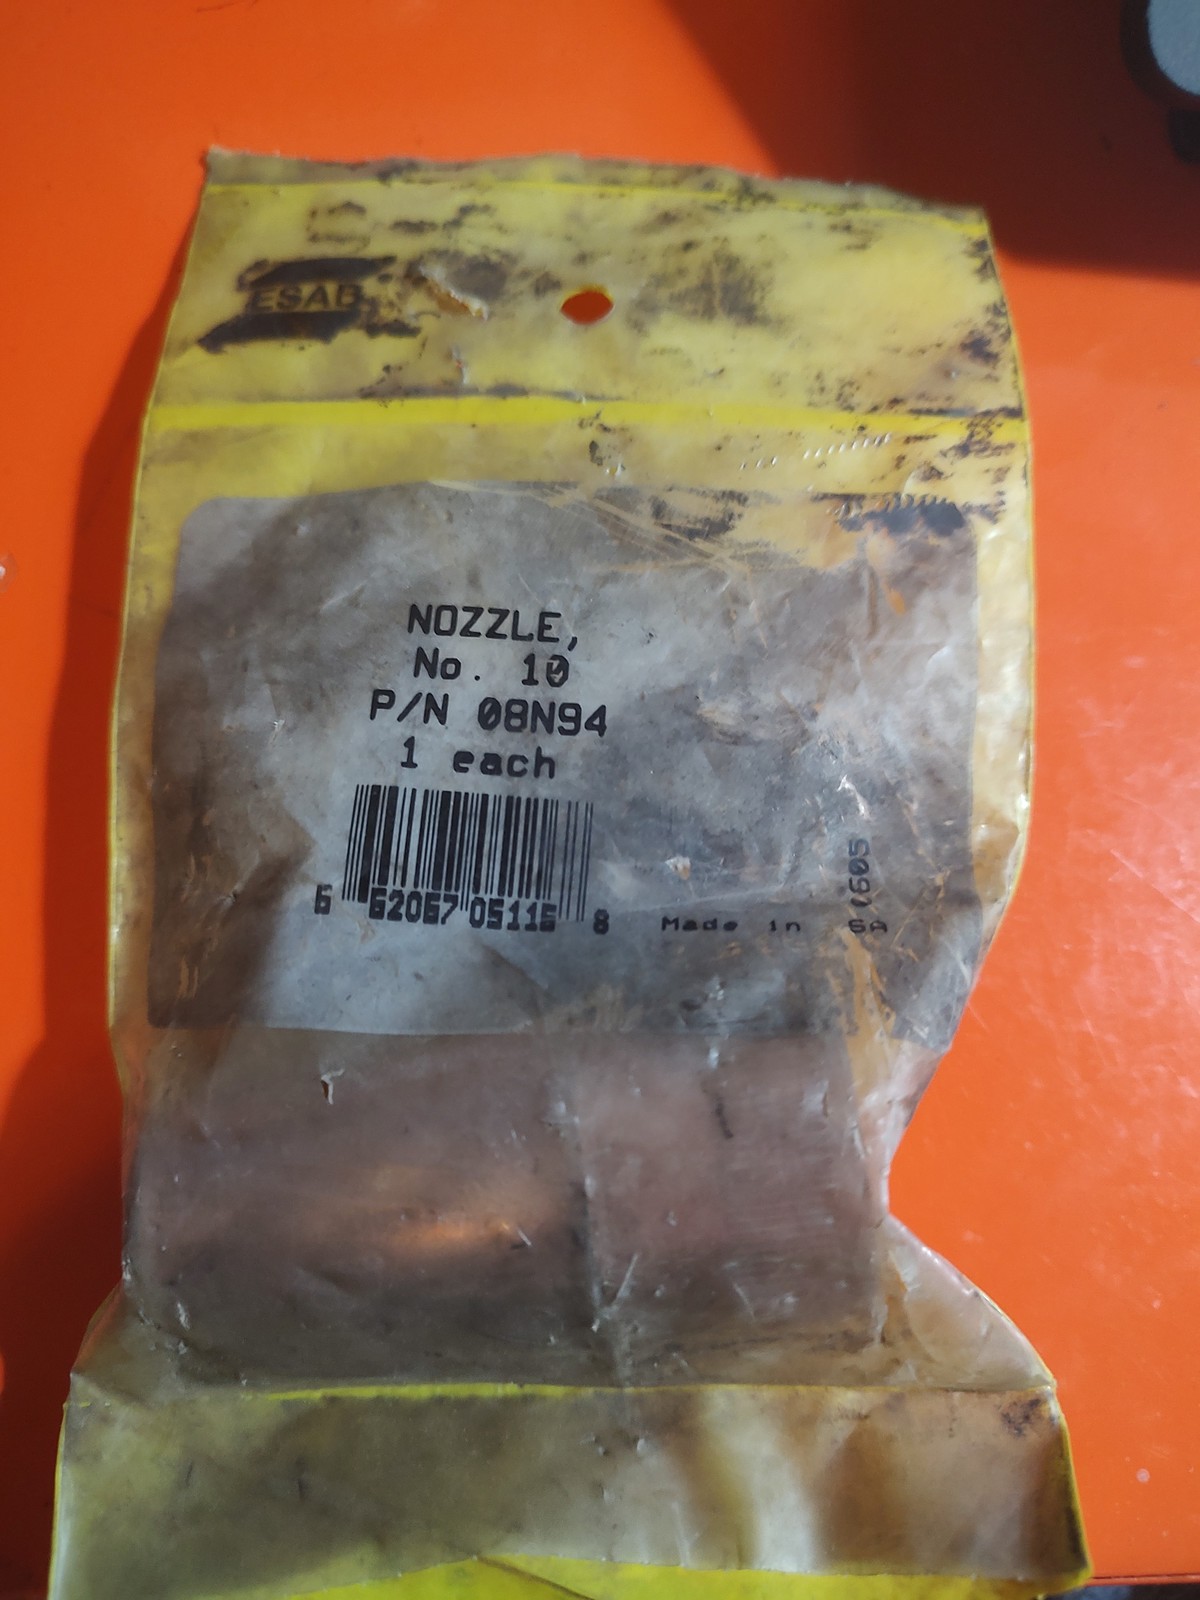 ESAB
NOZZLE,
No. 10
P/N 08N94
1 each
6 62067 05116 8
Made in